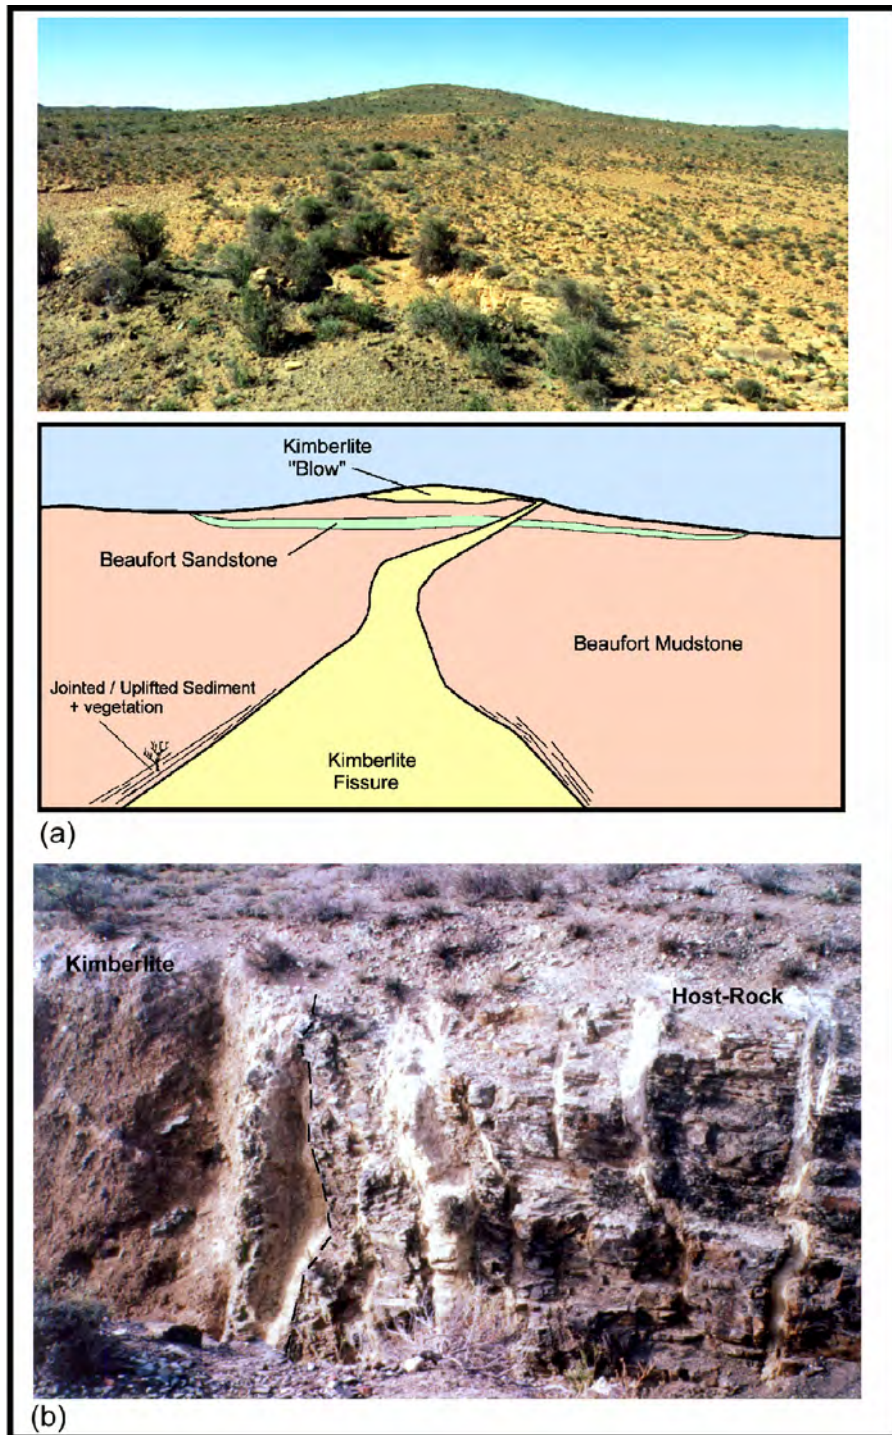 Kimberlite
"Blow"
Beaufort Sandstone
Beaufort Mudstone
Jointed / Uplifted Sediment
+ vegetation
Kimberlite
Fissure
(a)
Kimberlite
Host-Rock
(b)